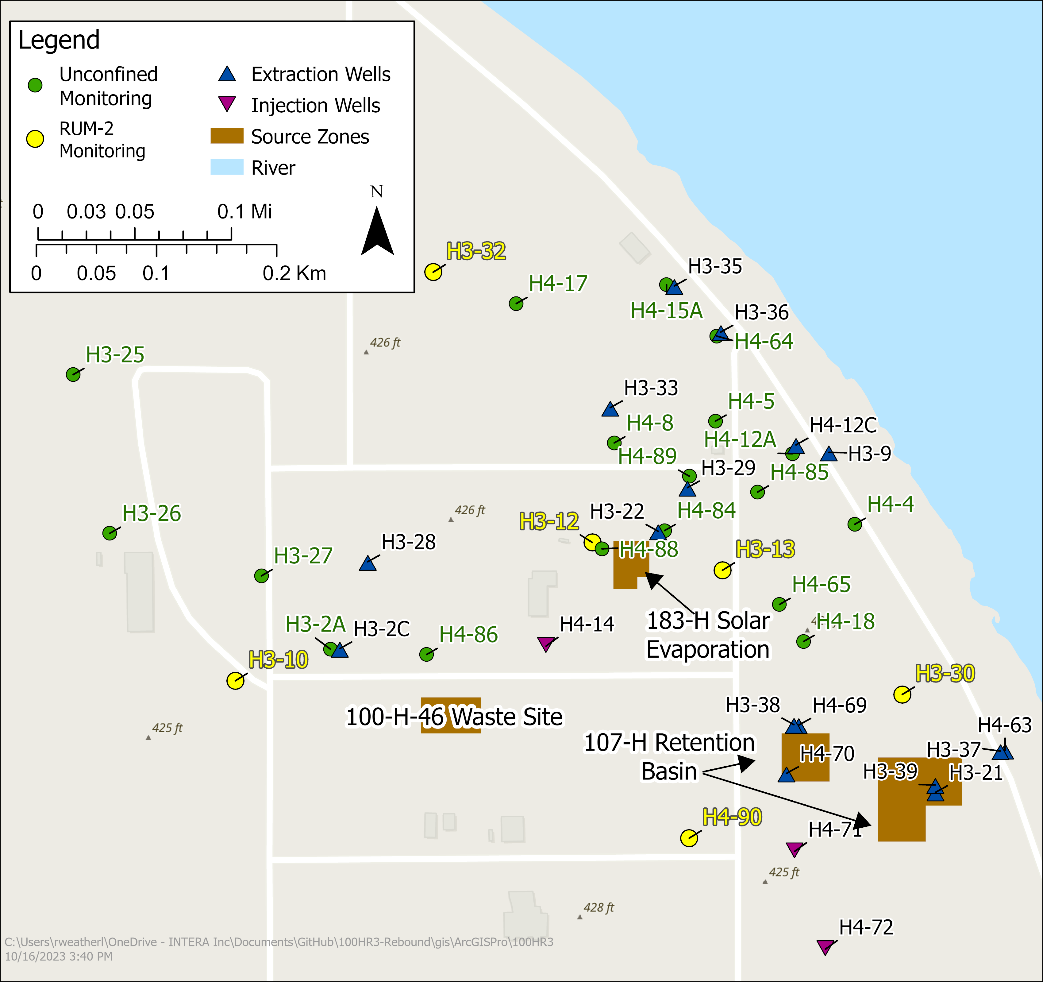 Legend
Unconfined
Monitoring
RUM-2
Monitoring
Extraction Wells
Injection Wells
Source Zones
River
0 0.03 0.05 0.1 Mi
0 0.05 0.1 0.2 Km
N
H3-32
H4-17
H3-35
H4-15A
H3-36
H4-64
426 ft
H3-25
H3-33
H4-5
H4-8
H4-12A
H4-12C
H3-9
H4-89
H3-29
H4-85
H3-26
426 ft
H3-12
H3-22
H4-84
H4-4
H3-28
H4-88
H3-13
H3-27
H4-65
183-H Solar
Evaporation
H4-18
H3-2A
H3-2C
H4-86
H4-14
H3-10
H3-30
100-H-46 Waste Site
H3-38
H4-69
425 ft
107-H Retention
Basin
H4-70
H4-63
H3-37
H3-39
H3-21
H4-90
H4-71
425 ft
428 ft
H4-72
C:\Users\rweatherl\OneDrive - INTERA Inc\Documents\GitHub\100HR3-Rebound\gis\ArcGISPro\100HR3
10/16/2023 3:40 PM